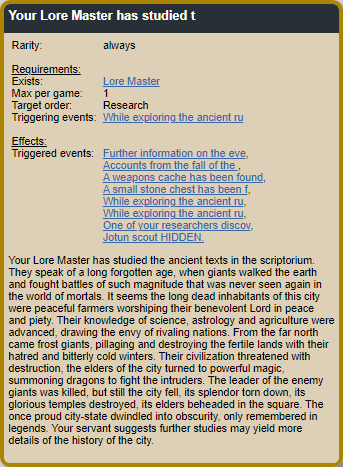 Your Lore Master has studied t
Rarity: always
Requirements:
Exists: Lore Master
Max per game: 1
Target order: Research
Triggering events: While exploring the ancient ru
Effects:
Triggered events: Further information on the eve,
Accounts from the fall of the ,
A weapons cache has been found,
A small stone chest has been f,
While exploring the ancient ru,
While exploring the ancient ru,
One of your researchers discov,
Jotun scout HIDDEN.
Your Lore Master has studied the ancient texts in the scriptorium.
They speak of a long forgotten age, when giants walked the earth
and fought battles of such magnitude that was never seen again in
the world of mortals. It seems the long dead inhabitants of this city
were peaceful farmers worshiping their benevolent Lord in peace
and piety. Their knowledge of science, astrology and agriculture were
advanced, drawing the envy of rivaling nations. From the far north
came frost giants, pillaging and destroying the fertile lands with their
hatred and bitterly cold winters. Their civilization threatened with
destruction, the elders of the city turned to powerful magic,
summoning dragons to fight the intruders. The leader of the enemy
giants was killed, but still the city fell, its splendor torn down, its
glorious temples destroyed, its elders beheaded in the square. The
once proud city-state dwindled into obscurity, only remembered in
legends. Your servant suggests further studies may yield more
details of the history of the city.